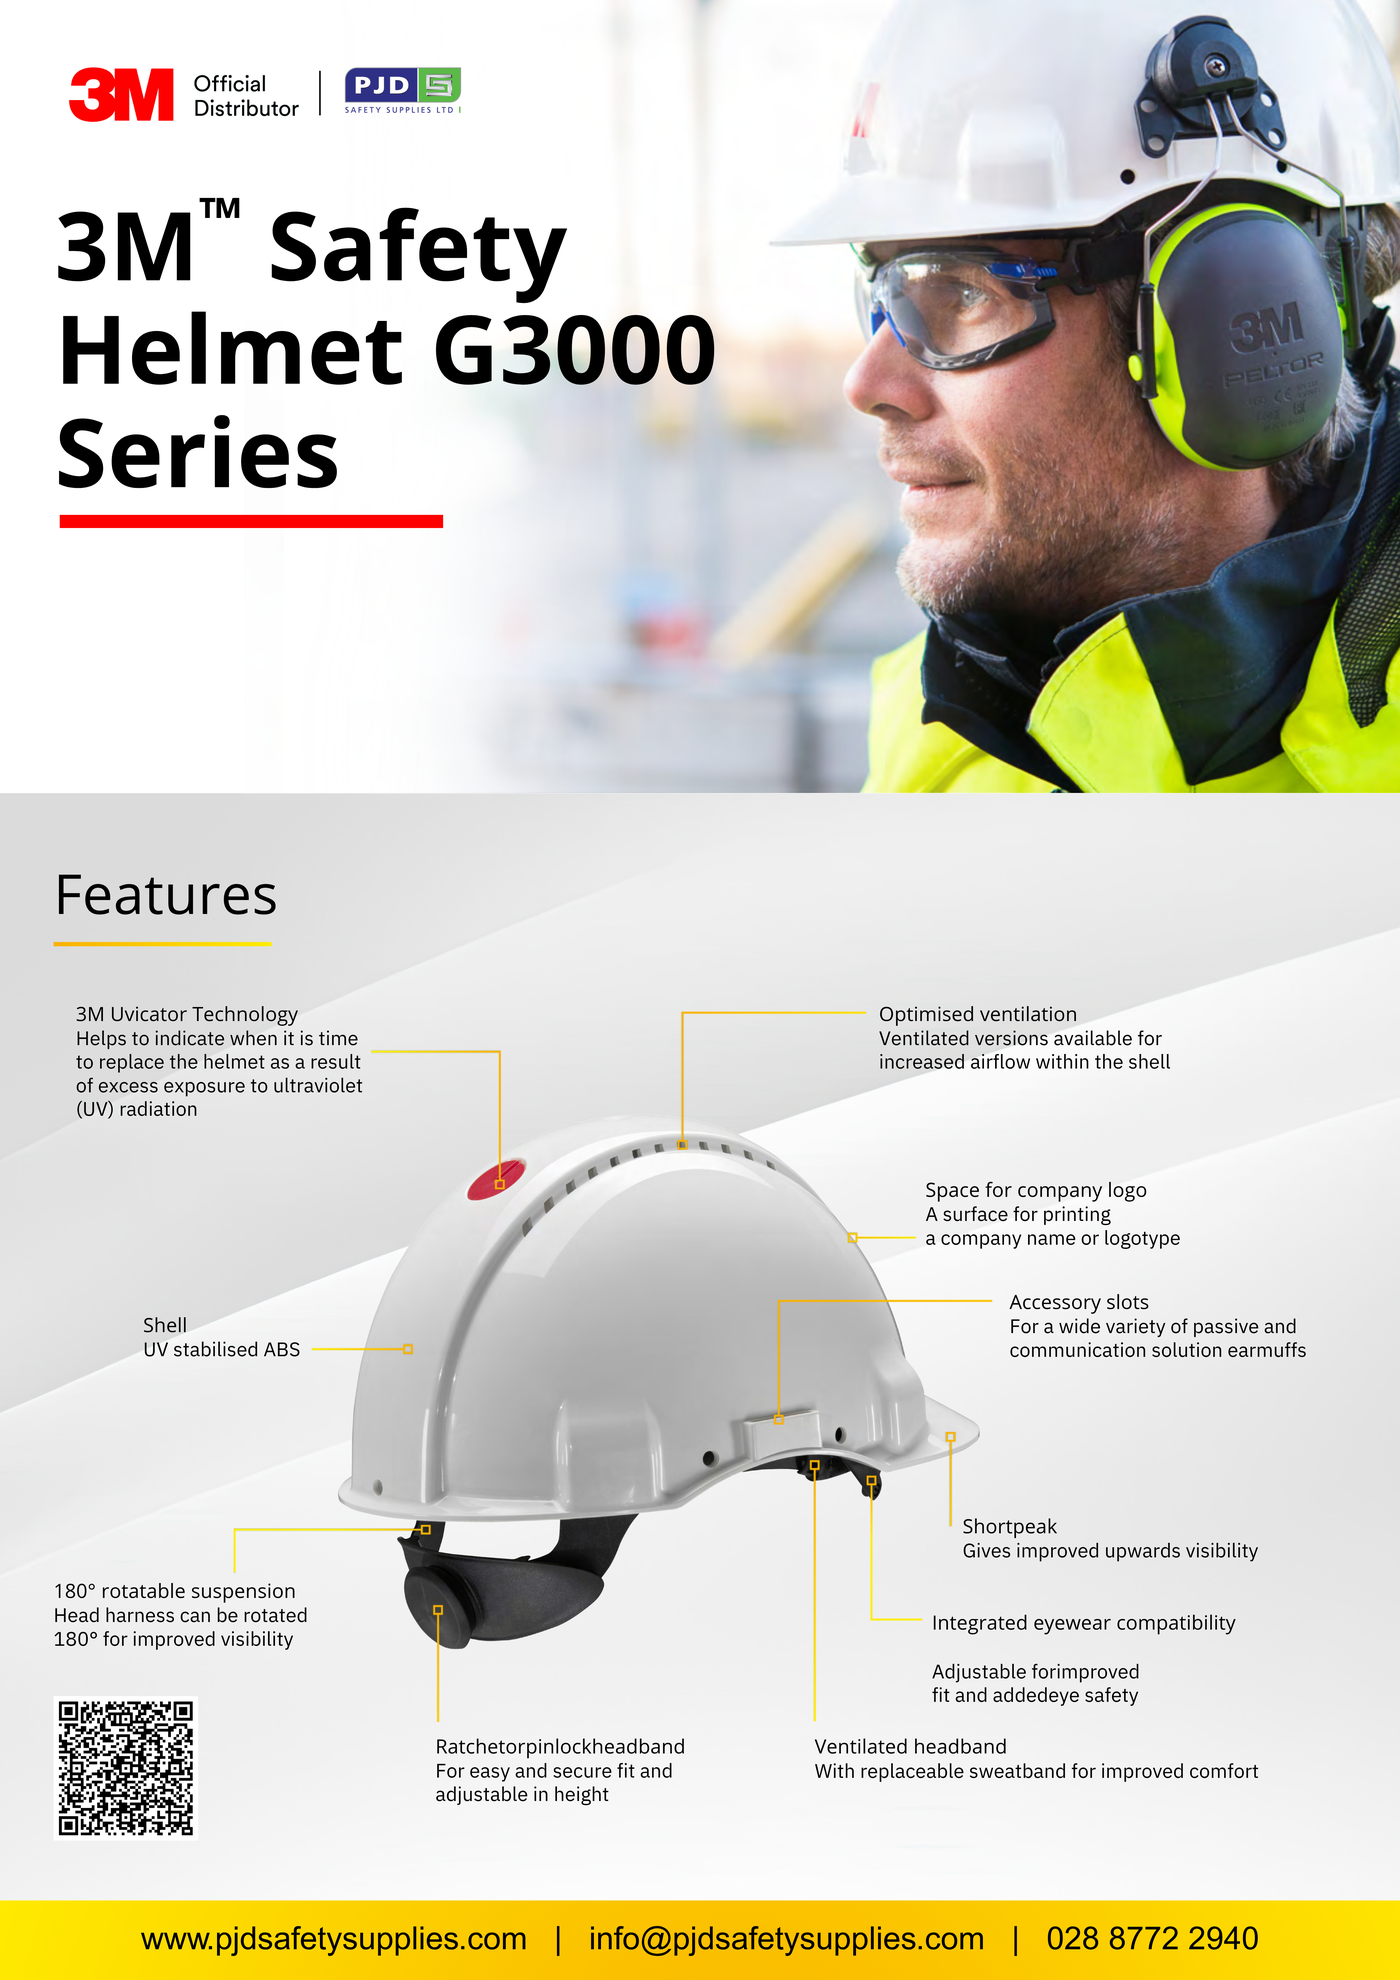 3M
Official
Distributor
PJD S
SAFETY SUPPLIES LTD
3M™ Safety
Helmet G3000
Series
3M
PELTOR
Features
3M Uvicator Technology
Helps to indicate when it is time
to replace the helmet as a result
of excess exposure to ultraviolet
(UV) radiation
Optimised ventilation
Ventilated versions available for
increased airflow within the shell
Space for company logo
A surface for printing
a company name or logotype
Accessory slots
For a wide variety of passive and
communication solution earmuffs
Shell
UV stabilised ABS
Shortpeak
Gives improved upwards visibility
180° rotatable suspension
Head harness can be rotated
180° for improved visibility
Integrated eyewear compatibility
Adjustable forimproved
fit and addedeye safety
Ratchetorpinlockheadband
For easy and secure fit and
adjustable in height
Ventilated headband
With replaceable sweatband for improved comfort
www.pjdsafetysupplies.com | info@pjdsafetysupplies.com | 028 8772 2940